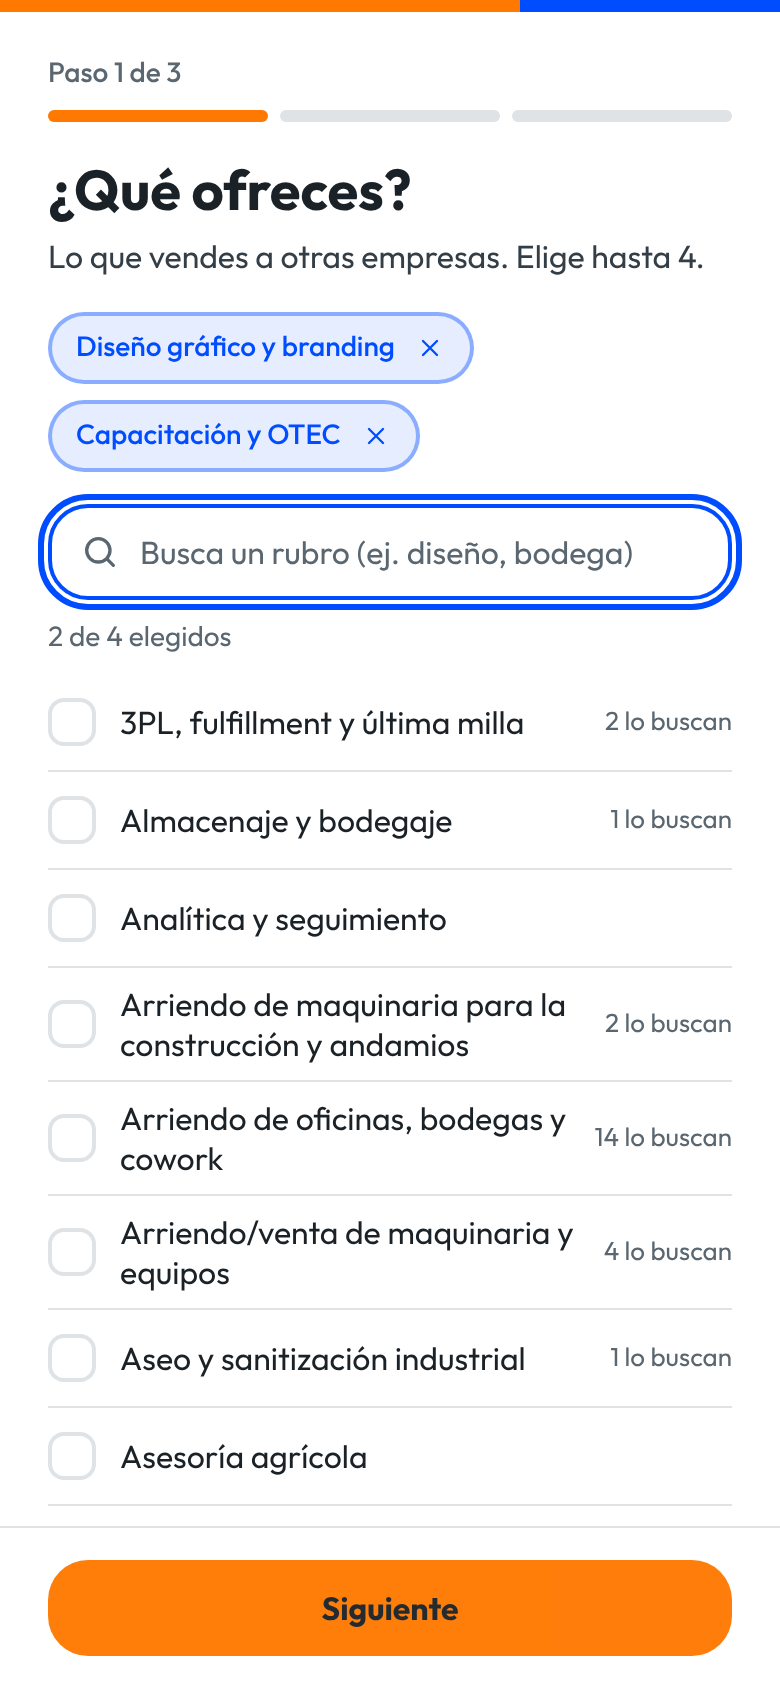 Paso 1 de 3
¿Qué ofreces?
Lo que vendes a otras empresas. Elige hasta 4.
Diseño gráfico y branding
Capacitación y OTEC
Busca un rubro (ej. diseño, bodega)
2 de 4 elegidos
3PL, fulfillment y última milla 2 lo buscan
Almacenaje y bodegaje 1 lo buscan
Analítica y seguimiento
Arriendo de maquinaria para la
construcción y andamios 2 lo buscan
Arriendo de oficinas, bodegas y
cowork 14 lo buscan
Arriendo/venta de maquinaria y
equipos 4 lo buscan
Aseo y sanitización industrial 1 lo buscan
Asesoría agrícola
Siguiente